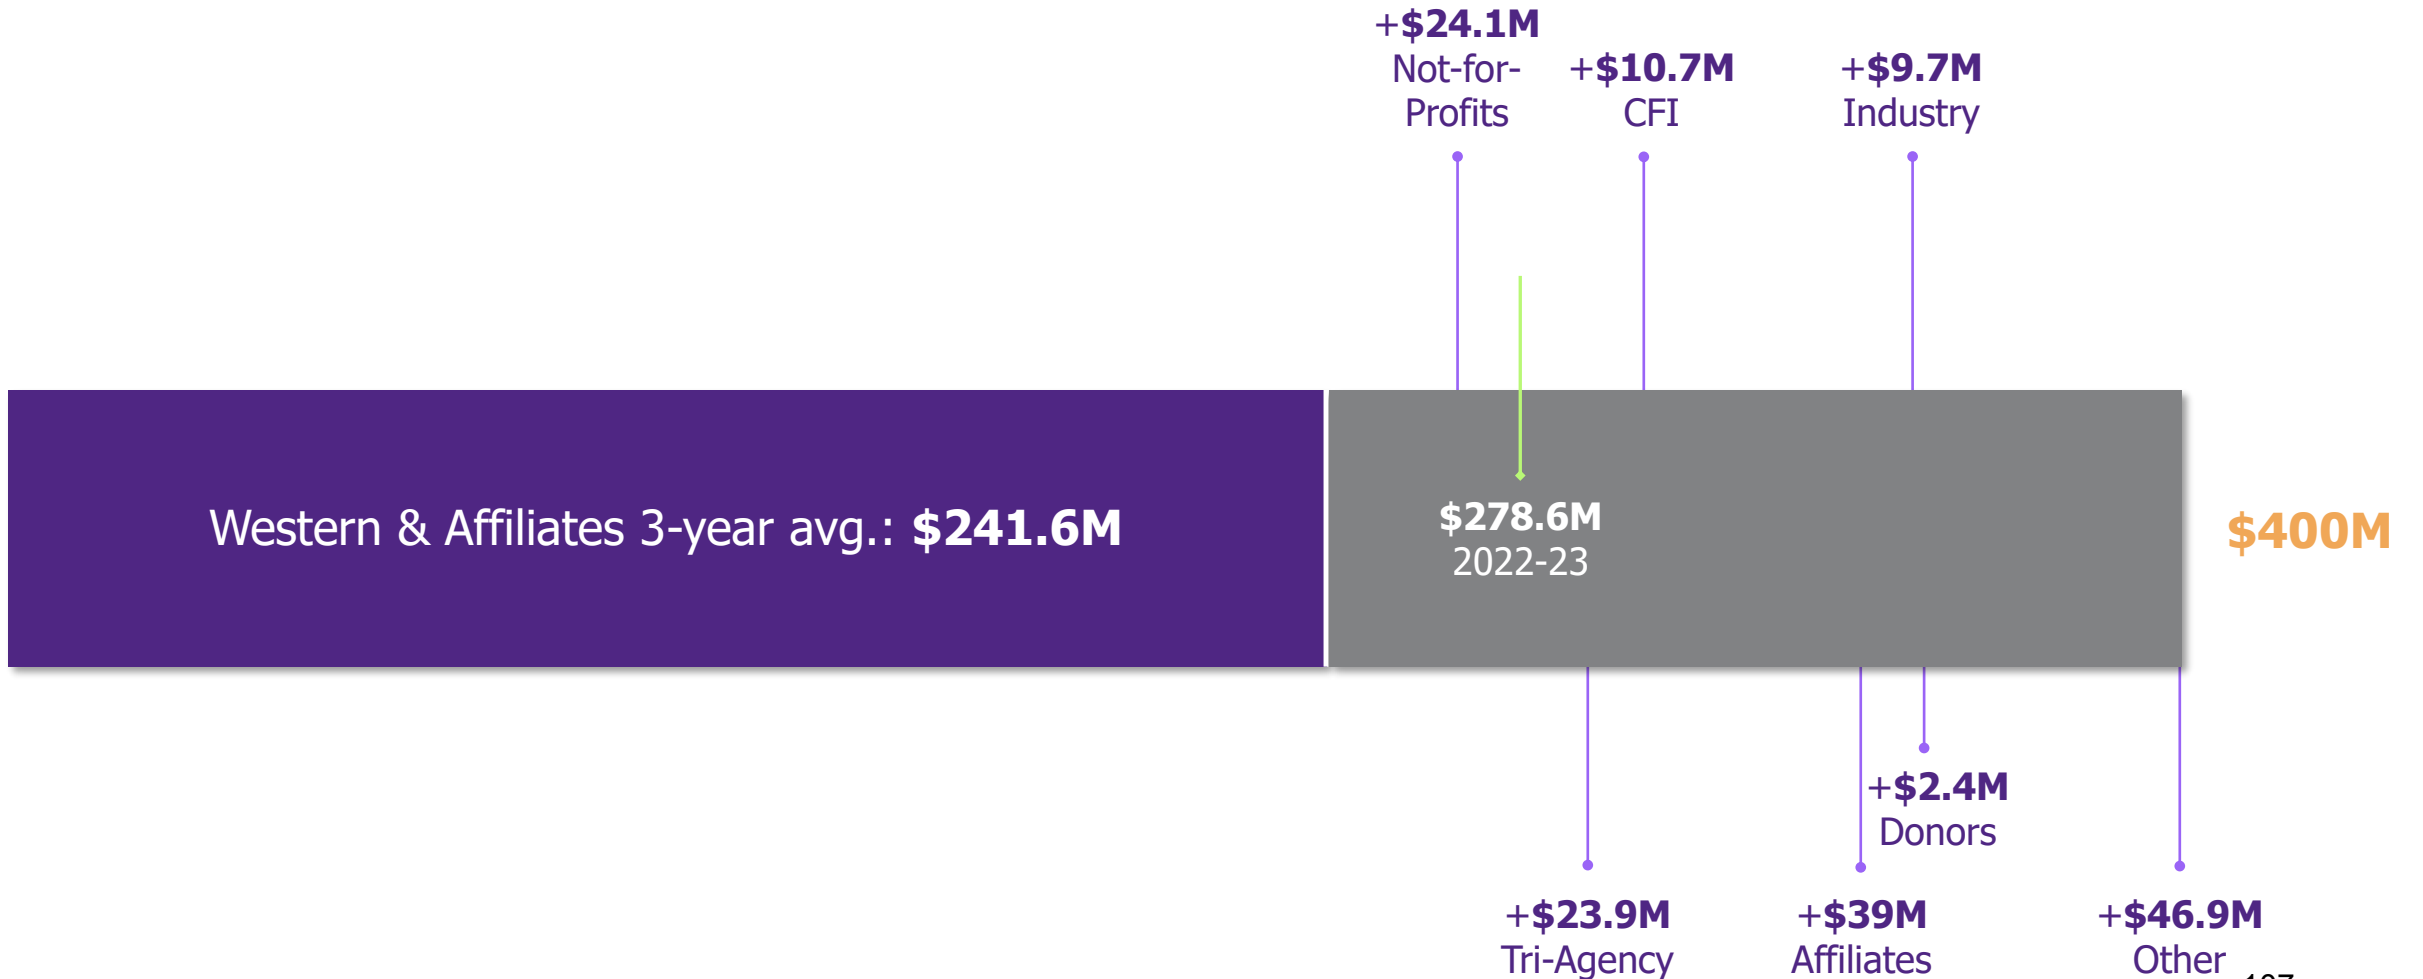 +$24.1M
Not-for-
Profits
+$10.7M
CFI
+$9.7M
Industry
Western & Affiliates 3-year avg.: $241.6M
$278.6M
2022-23
$400M
+$2.4M
Donors
+$23.9M
Tri-Agency
+$39M
Affiliates
+$46.9M
Other